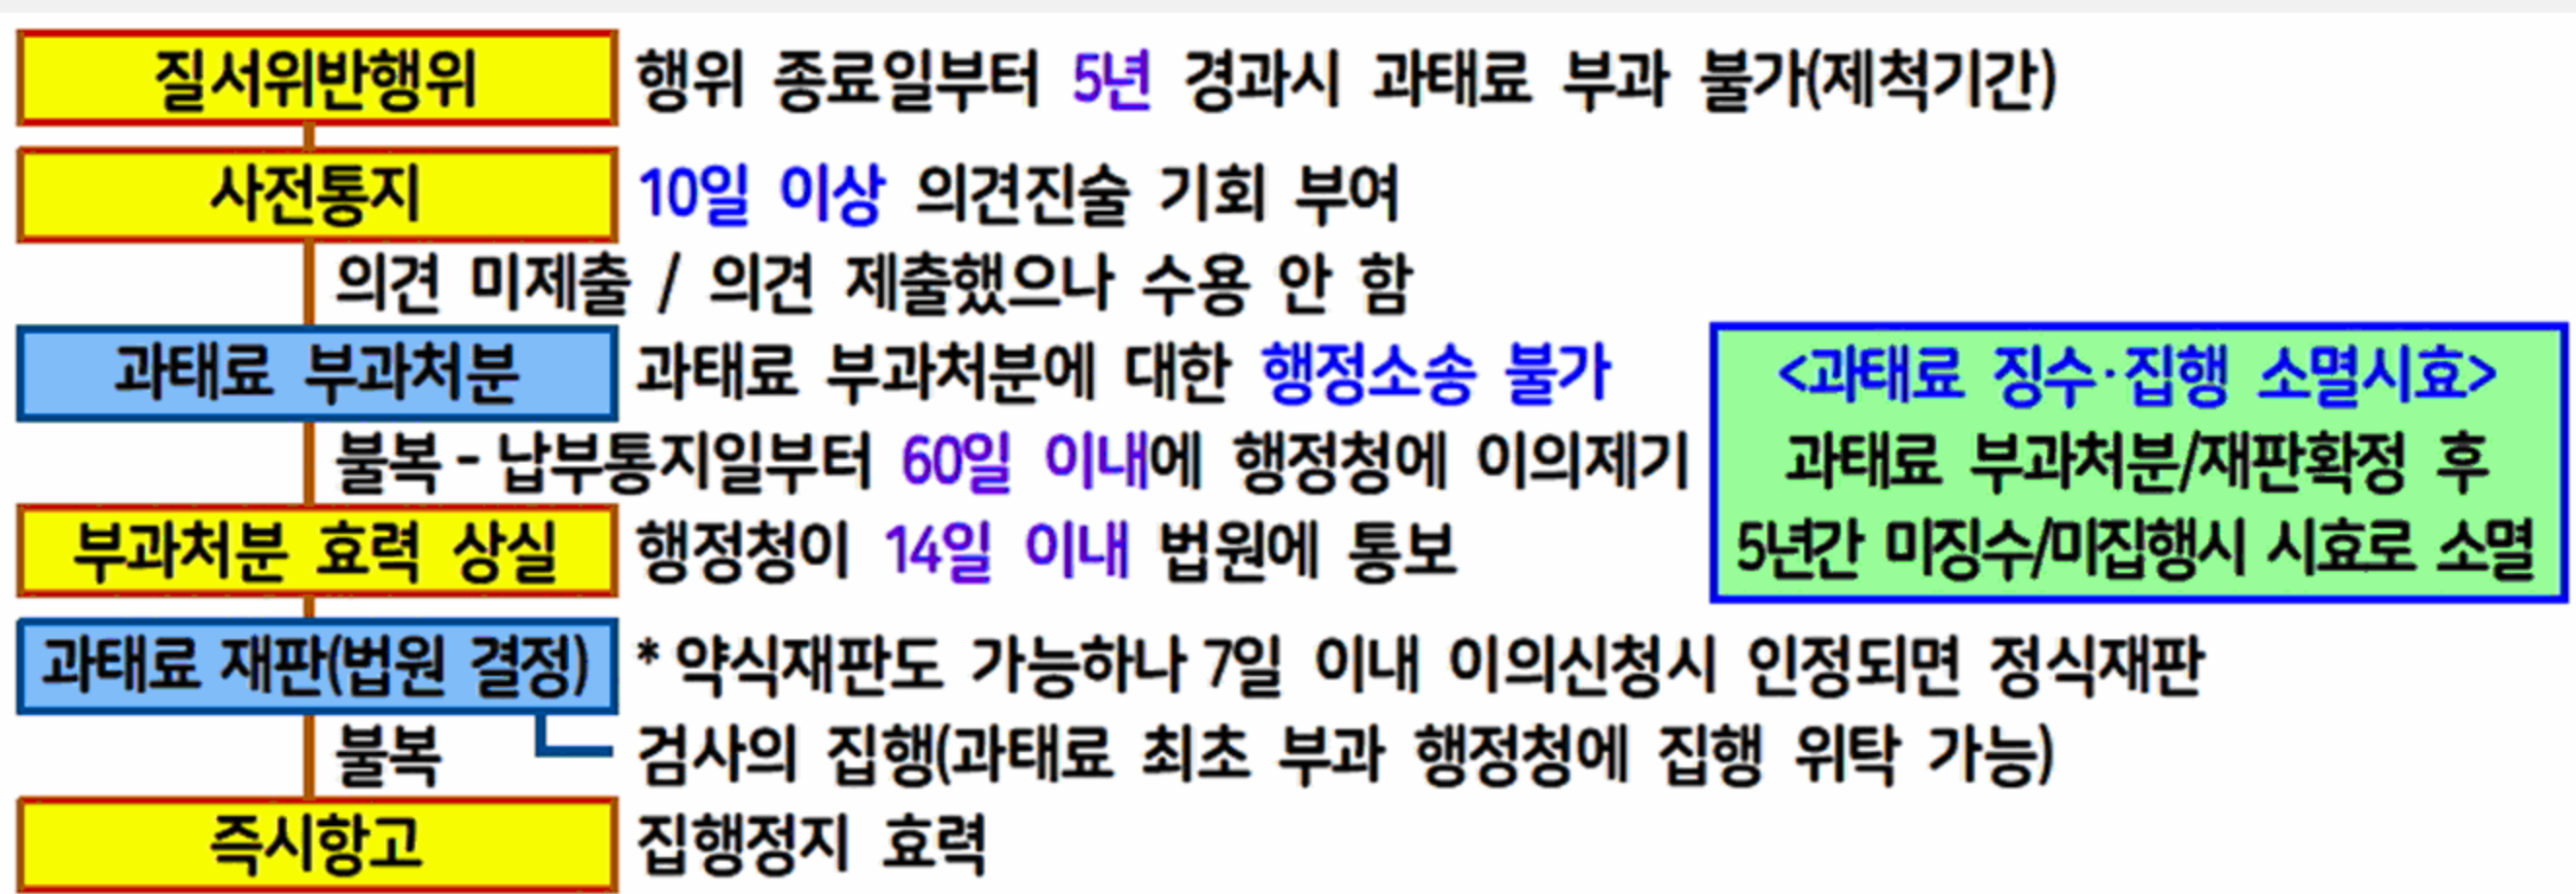 질서위반행위 행위 종료일부터 5년 경과시 과태료 부과 불가(제척기간)
사전통지 10일 이상 의견진술 기회 부여
의견 미제출 / 의견 제출했으나 수용 안 함
과태료 부과처분 과태료 부과처분에 대한 행정소송 불가
불복 - 납부통지일부터 60일 이내에 행정청에 이의제기
부과처분 효력 상실 행정청이 14일 이내 법원에 통보
<과태료 징수·집행 소멸시효>
과태료 부과처분/재판확정 후
5년간 미징수/미집행시 시효로 소멸
과태료 재판(법원 결정) * 약식재판도 가능하나 7일 이내 이의신청시 인정되면 정식재판
불복 검사의 집행(과태료 최초 부과 행정청에 집행 위탁 가능)
즉시항고 집행정지 효력